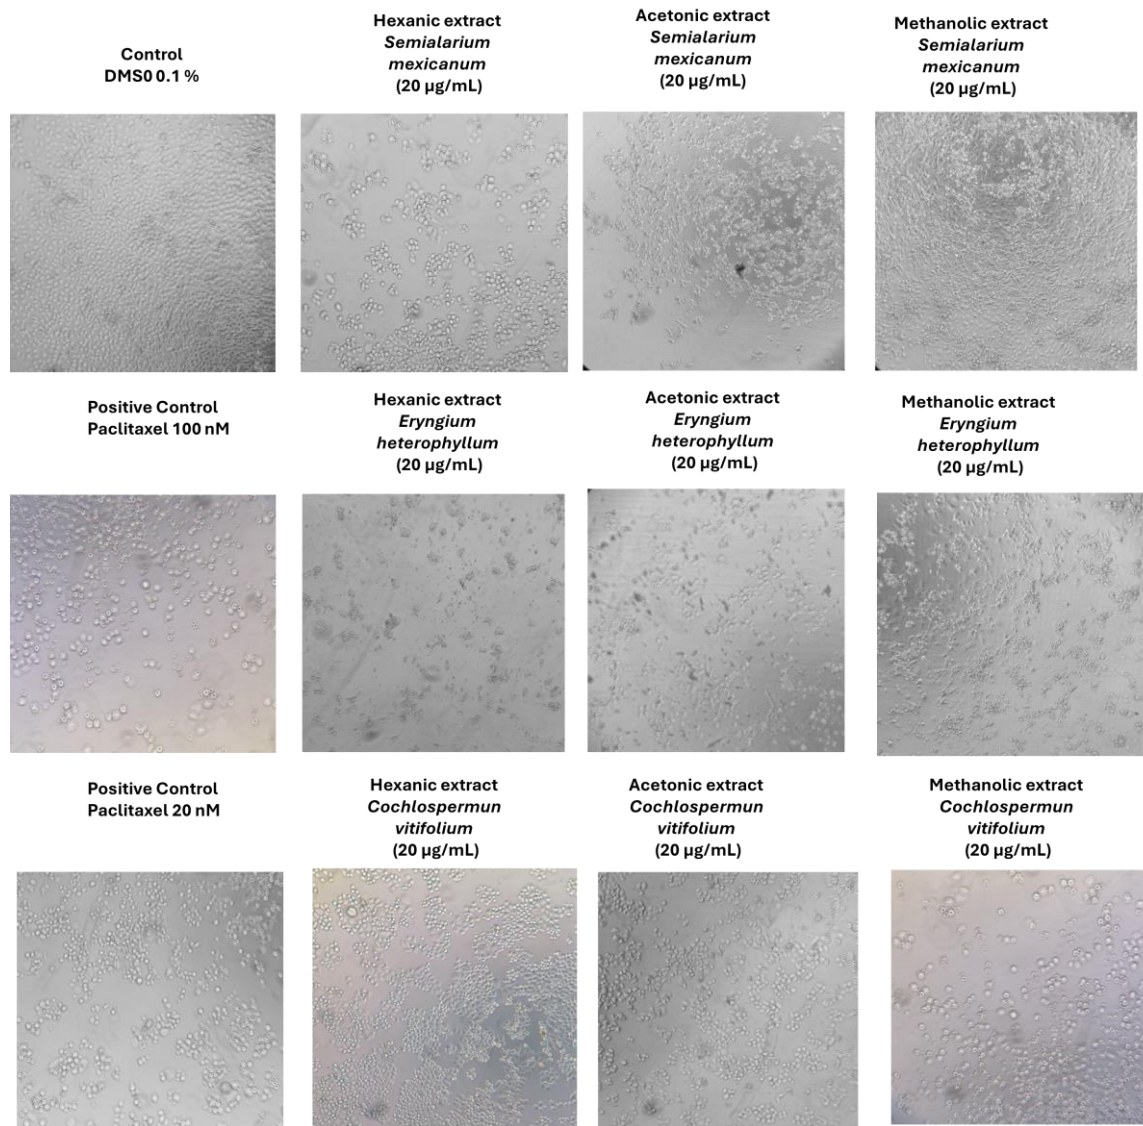 Control
DMS0 0.1 %
Hexanic extract
Semialarium
mexicanum
(20 µg/mL)
Acetonic extract
Semialarium
mexicanum
(20 µg/mL)
Methanolic extract
Semialarium
mexicanum
(20 µg/mL)
Positive Control
Paclitaxel 100 nM
Hexanic extract
Eryngium
heterophyllum
(20 µg/mL)
Acetonic extract
Eryngium
heterophyllum
(20 µg/mL)
Methanolic extract
Eryngium
heterophyllum
(20 µg/mL)
Positive Control
Paclitaxel 20 nM
Hexanic extract
Cochlospermun
vitifolium
(20 µg/mL)
Acetonic extract
Cochlospermun
vitifolium
(20 µg/mL)
Methanolic extract
Cochlospermun
vitifolium
(20 µg/mL)